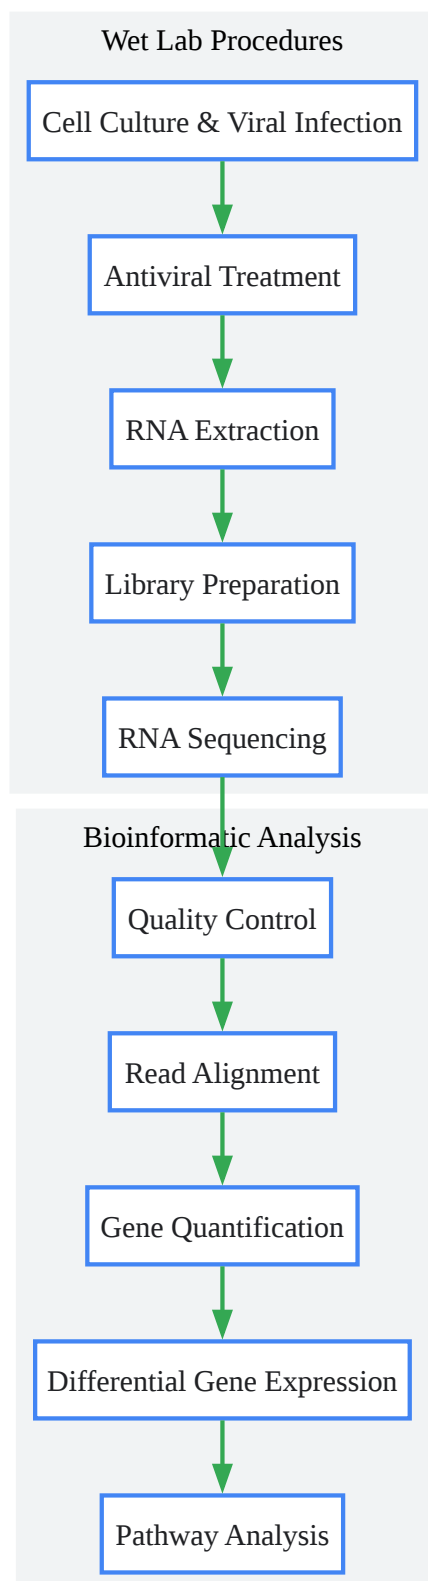 Wet Lab Procedures
Cell Culture & Viral Infection
Antiviral Treatment
RNA Extraction
Library Preparation
RNA Sequencing
Bioinformatic Analysis
Quality Control
Read Alignment
Gene Quantification
Differential Gene Expression
Pathway Analysis